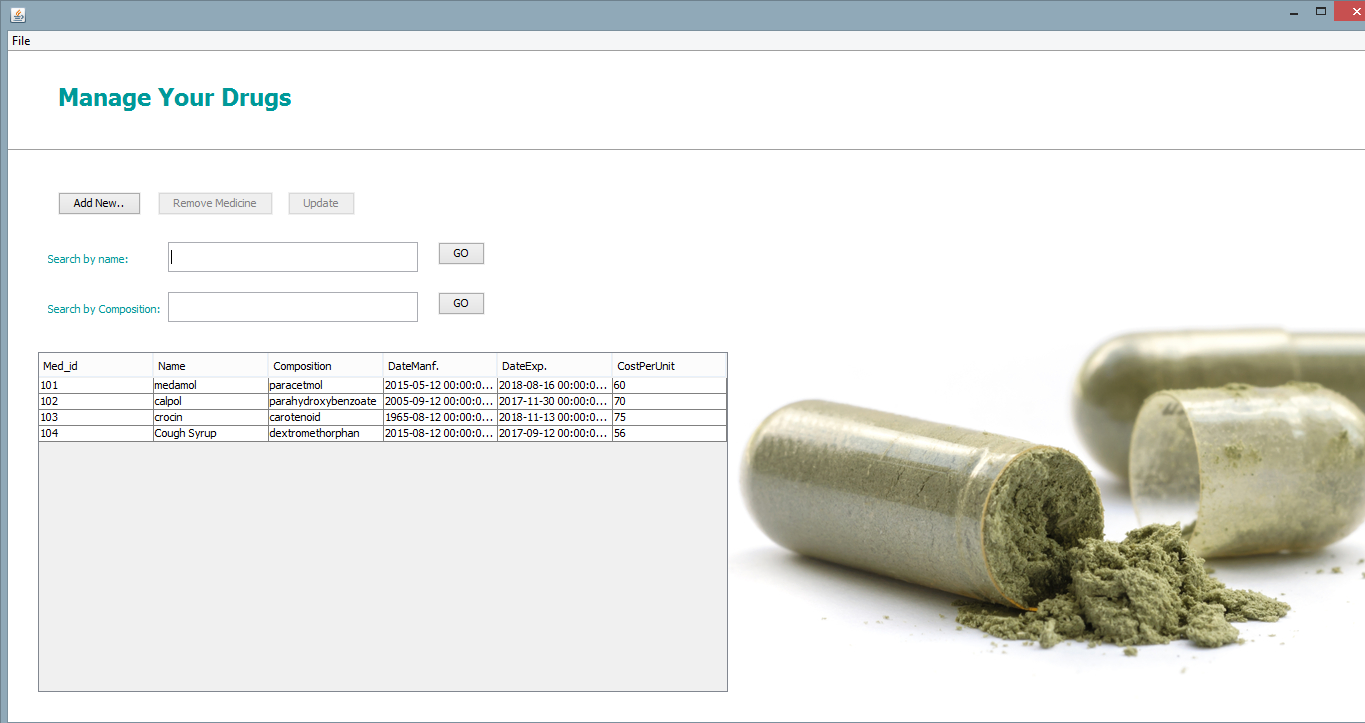 File
Manage Your Drugs
Add New.. Remove Medicine Update
Search by name: GO
Search by Composition: GO
Med_id Name Composition DateManf. DateExp. CostPerUnit
101 medamol paracetmol 2015-05-12 00:00:0... 2018-08-16 00:00:0... 60
102 calpol parahydroxybenzoate 2005-09-12 00:00:0... 2017-11-30 00:00:0... 70
103 crocin carotenoid 1965-08-12 00:00:0... 2018-11-13 00:00:0... 75
104 Cough Syrup dextromethorphan 2015-08-12 00:00:0... 2017-09-12 00:00:0... 56